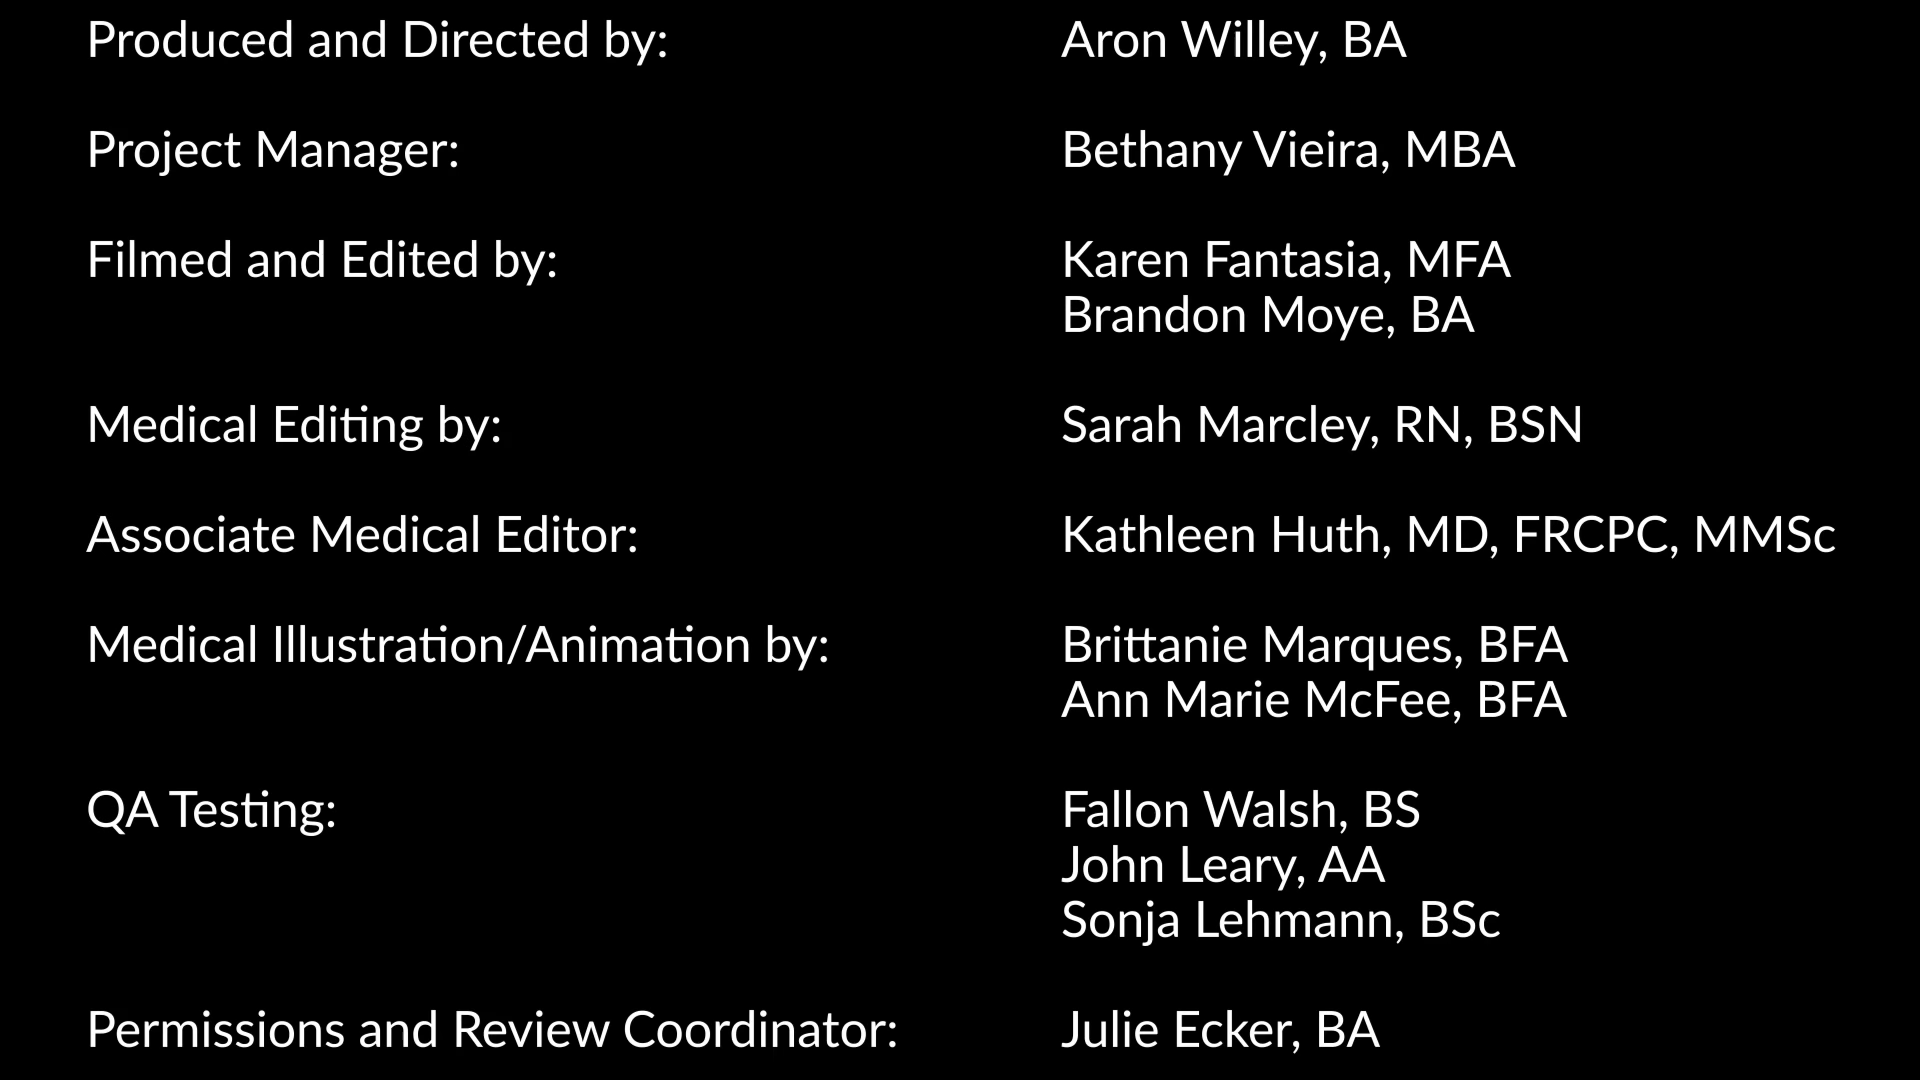 Produced and Directed by: Aron Willey, BA
Project Manager: Bethany Vieira, MBA
Filmed and Edited by: Karen Fantasia, MFA
Brandon Moye, BA
Medical Editing by: Sarah Marcley, RN, BSN
Associate Medical Editor: Kathleen Huth, MD, FRCPC, MMSc
Medical Illustration/Animation by: Brittanie Marques, BFA
Ann Marie McFee, BFA
QA Testing: Fallon Walsh, BS
John Leary, AA
Sonja Lehmann, BSc
Permissions and Review Coordinator: Julie Ecker, BA